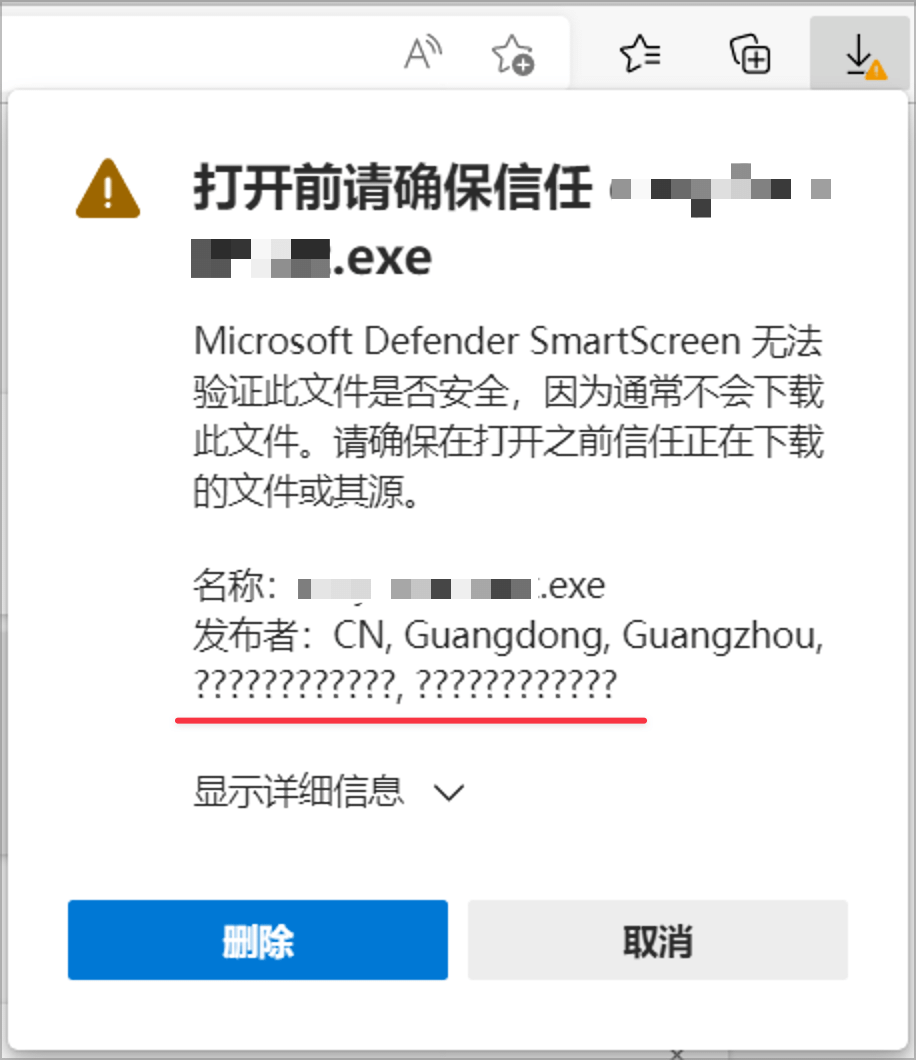 打开前请确保信任
.exe
Microsoft Defender SmartScreen 无法
验证此文件是否安全，因为通常不会下载
此文件。请确保在打开之前信任正在下载
的文件或其源。
名称： .exe
发布者： CN, Guangdong, Guangzhou,
????????????, ????????????
显示详细信息
删除
取消